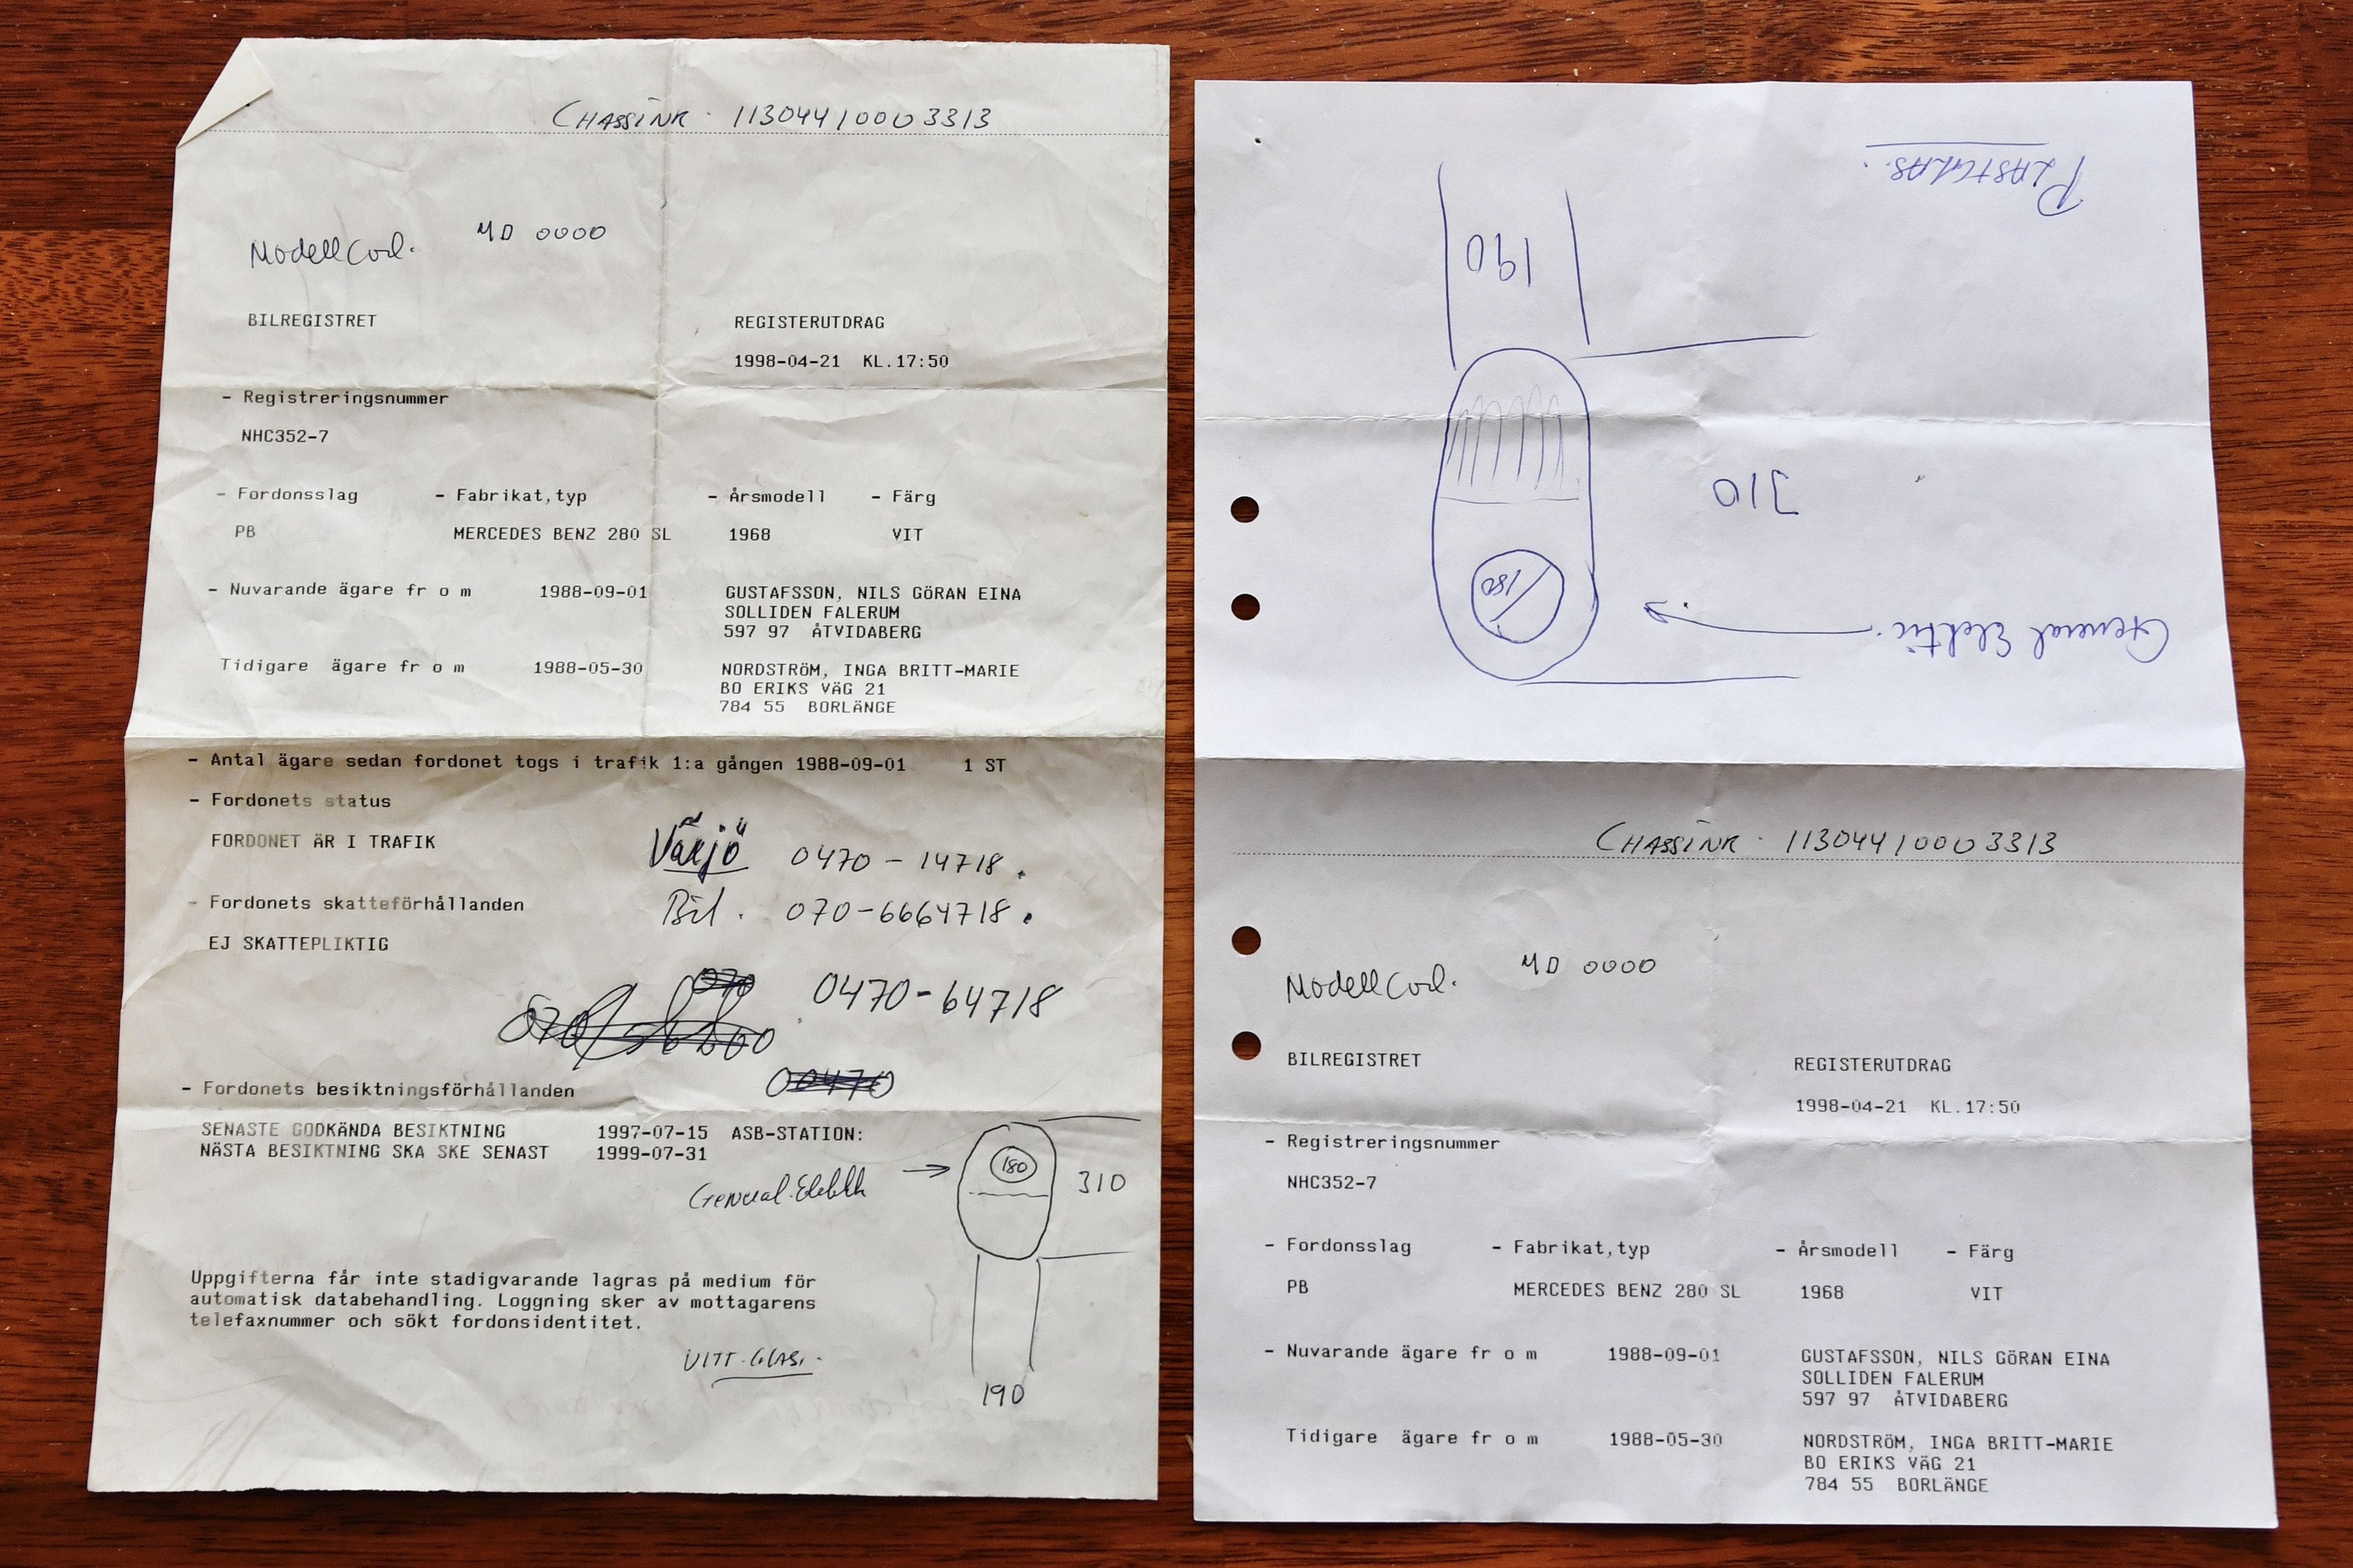 CHASSINR. 11304410003313
Modell Cod. MD 0000
BILREGISTRET REGISTERUTDRAG
1998-04-21 KL.17:50
- Registreringsnummer
NHC352-7
- Fordonsslag - Fabrikat,typ - Årsmodell - Färg
PB MERCEDES BENZ 280 SL 1968 VIT
- Nuvarande ägare fr o m 1988-09-01 GUSTAFSSON, NILS GÖRAN EINA
SOLLIDEN FALERUM
597 97 ÅTVIDABERG
Tidigare ägare fr o m 1988-05-30 NORDSTRÖM, INGA BRITT-MARIE
BO ERIKS VÄG 21
784 55 BORLÄNGE
- Antal ägare sedan fordonet togs i trafik 1:a gången 1988-09-01 1 ST
- Fordonets status
FORDONET ÄR I TRAFIK
Växjö 0470-14718.
- Fordonets skatteförhållanden
Bil. 070-6664718.
EJ SKATTEPLIKTIG
070
0470-64718
00470
- Fordonets besiktningsförhållanden
SENASTE GODKÄNDA BESIKTNING 1997-07-15 ASB-STATION:
NÄSTA BESIKTNING SKA SKE SENAST 1999-07-31
180
310
General
Uppgifterna får inte stadigvarande lagras på medium för
automatisk databehandling. Loggning sker av mottagarens
telefaxnummer och sökt fordonsidentitet.
VITT GLAS.
190
PLASTGLAS.
190
310
180
General Elektric.
CHASSINR. 11304410003313
Modell Cod. MD 0000
BILREGISTRET REGISTERUTDRAG
1998-04-21 KL.17:50
- Registreringsnummer
NHC352-7
- Fordonsslag - Fabrikat,typ - Årsmodell - Färg
PB MERCEDES BENZ 280 SL 1968 VIT
- Nuvarande ägare fr o m 1988-09-01 GUSTAFSSON, NILS GÖRAN EINA
SOLLIDEN FALERUM
597 97 ÅTVIDABERG
Tidigare ägare fr o m 1988-05-30 NORDSTRÖM, INGA BRITT-MARIE
BO ERIKS VÄG 21
784 55 BORLÄNGE